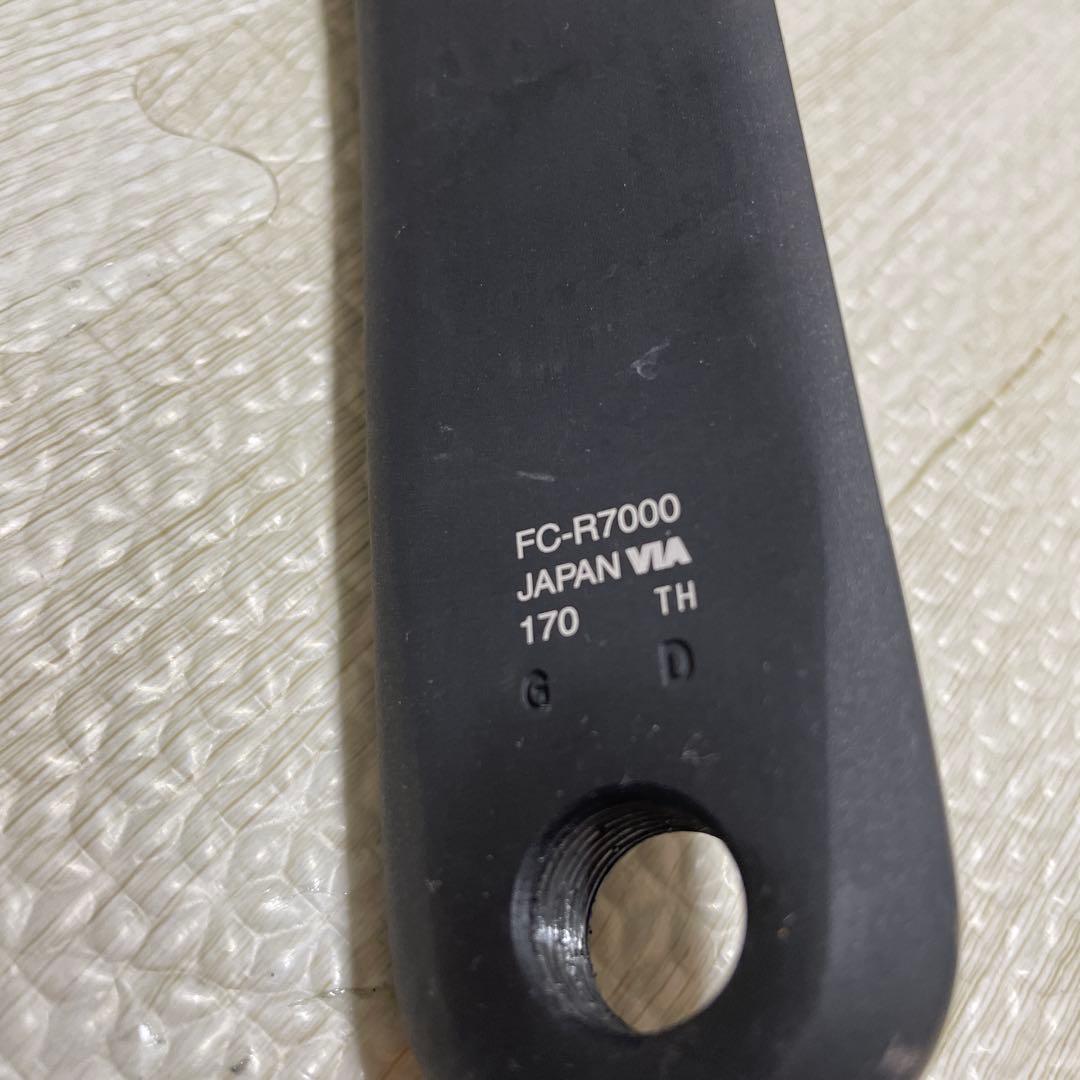 FC-R7000
JAPAN VIA
170 TH
G D